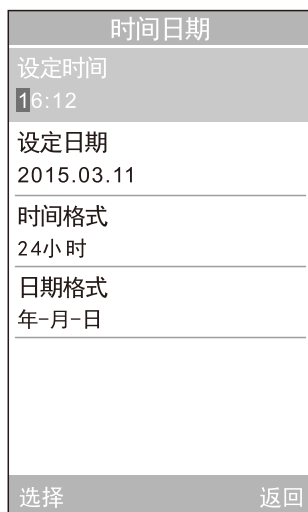 时间日期
设定时间
16:12
设定日期
2015.03.11
时间格式
24小时
日期格式
年-月-日
选择 返回